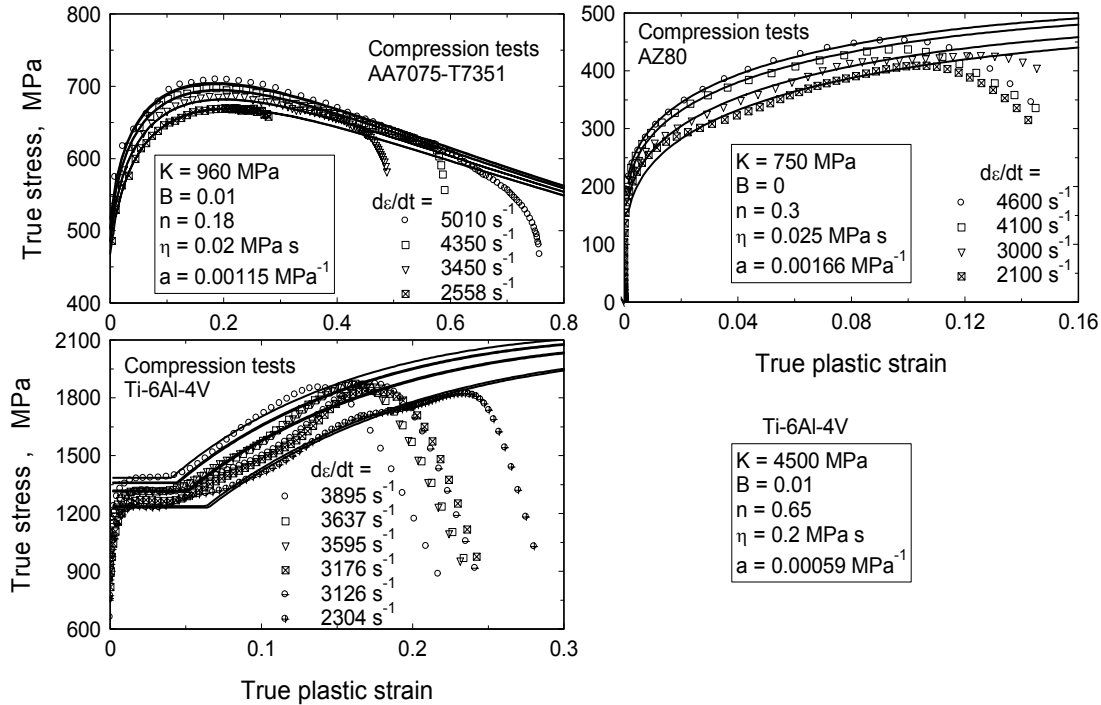 True stress, MPa
800
700
600
500
400
Compression tests
AA7075-T7351
K = 960 MPa
B = 0.01
n = 0.18
η = 0.02 MPa s
a = 0.00115 MPa⁻¹
dε/dt =
5010 s⁻¹
4350 s⁻¹
3450 s⁻¹
2558 s⁻¹
0 0.2 0.4 0.6 0.8
500
400
300
200
100
0
Compression tests
AZ80
K = 750 MPa
B = 0
n = 0.3
η = 0.025 MPa s
a = 0.00166 MPa⁻¹
dε/dt =
4600 s⁻¹
4100 s⁻¹
3000 s⁻¹
2100 s⁻¹
0 0.04 0.08 0.12 0.16
True plastic strain
True stress , MPa
2100
1800
1500
1200
900
600
Compression tests
Ti-6Al-4V
dε/dt =
3895 s⁻¹
3637 s⁻¹
3595 s⁻¹
3176 s⁻¹
3126 s⁻¹
2304 s⁻¹
0 0.1 0.2 0.3
True plastic strain
Ti-6Al-4V
K = 4500 MPa
B = 0.01
n = 0.65
η = 0.2 MPa s
a = 0.00059 MPa⁻¹